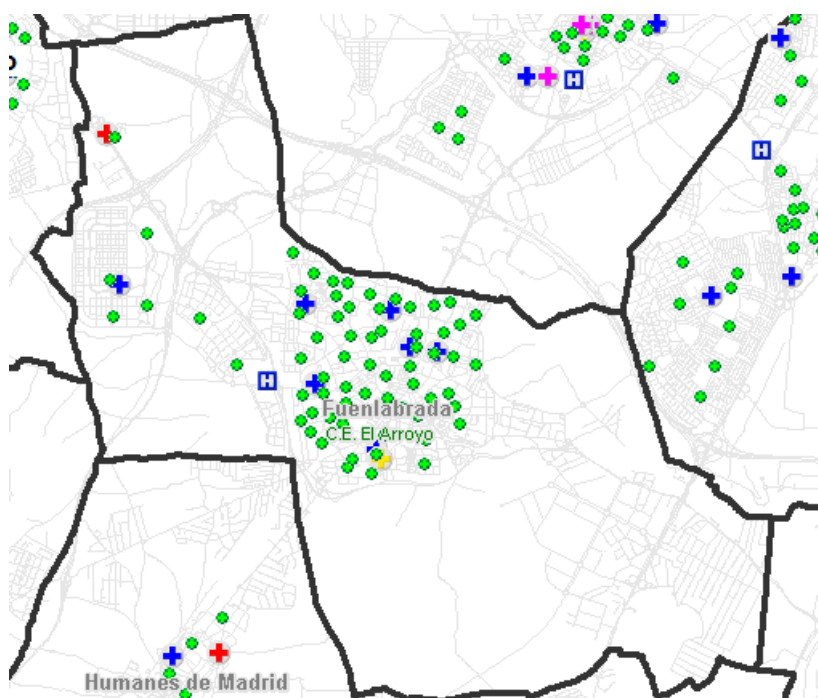 H
H
H
Fuenlabrada
C.E. El Arroyo
Humanes de Madrid